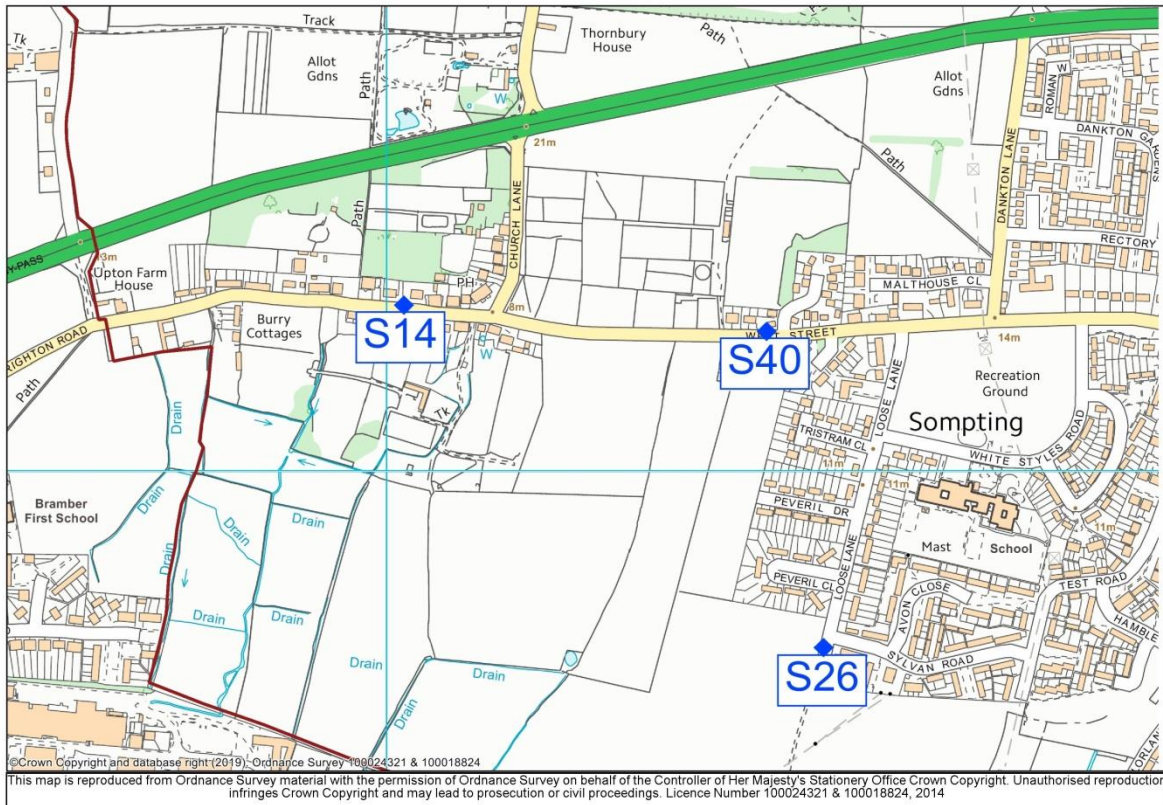 Track
Tk
Allot
Gdns
Path
Thornbury
House
Path
W
21m
Path
CHURCH LANE
Allot
Gdns
Path
DANKTON LANE
ROMAN W
DANKTON GARDENS
RECTORY
Y-PASS
13m
Upton Farm
House
PH
8m
MALTHOUSE CL
RIGHTON ROAD
Burry
Cottages
S14
W
WEST STREET
S40
14m
Path
Drain
Tk
LOOSE LANE
Recreation
Ground
Sompting
TRISTRAM CL
11m
WHITE STYLES ROAD
Bramber
First School
Drain
Drain
Drain
PEVERIL DR
11m
11m
Mast
School
PEVERIL CL
LOOSE LANE
AVON CLOSE
TEST ROAD
HAMBLE
Drain
Drain
Drain
Drain
Drain
SYLVAN ROAD
S26
©Crown Copyright and database right (2019). Ordnance Survey 100024321 & 100018824
This map is reproduced from Ordnance Survey material with the permission of Ordnance Survey on behalf of the Controller of Her Majesty's Stationery Office Crown Copyright. Unauthorised reproduction
infringes Crown Copyright and may lead to prosecution or civil proceedings. Licence Number 100024321 & 100018824, 2014